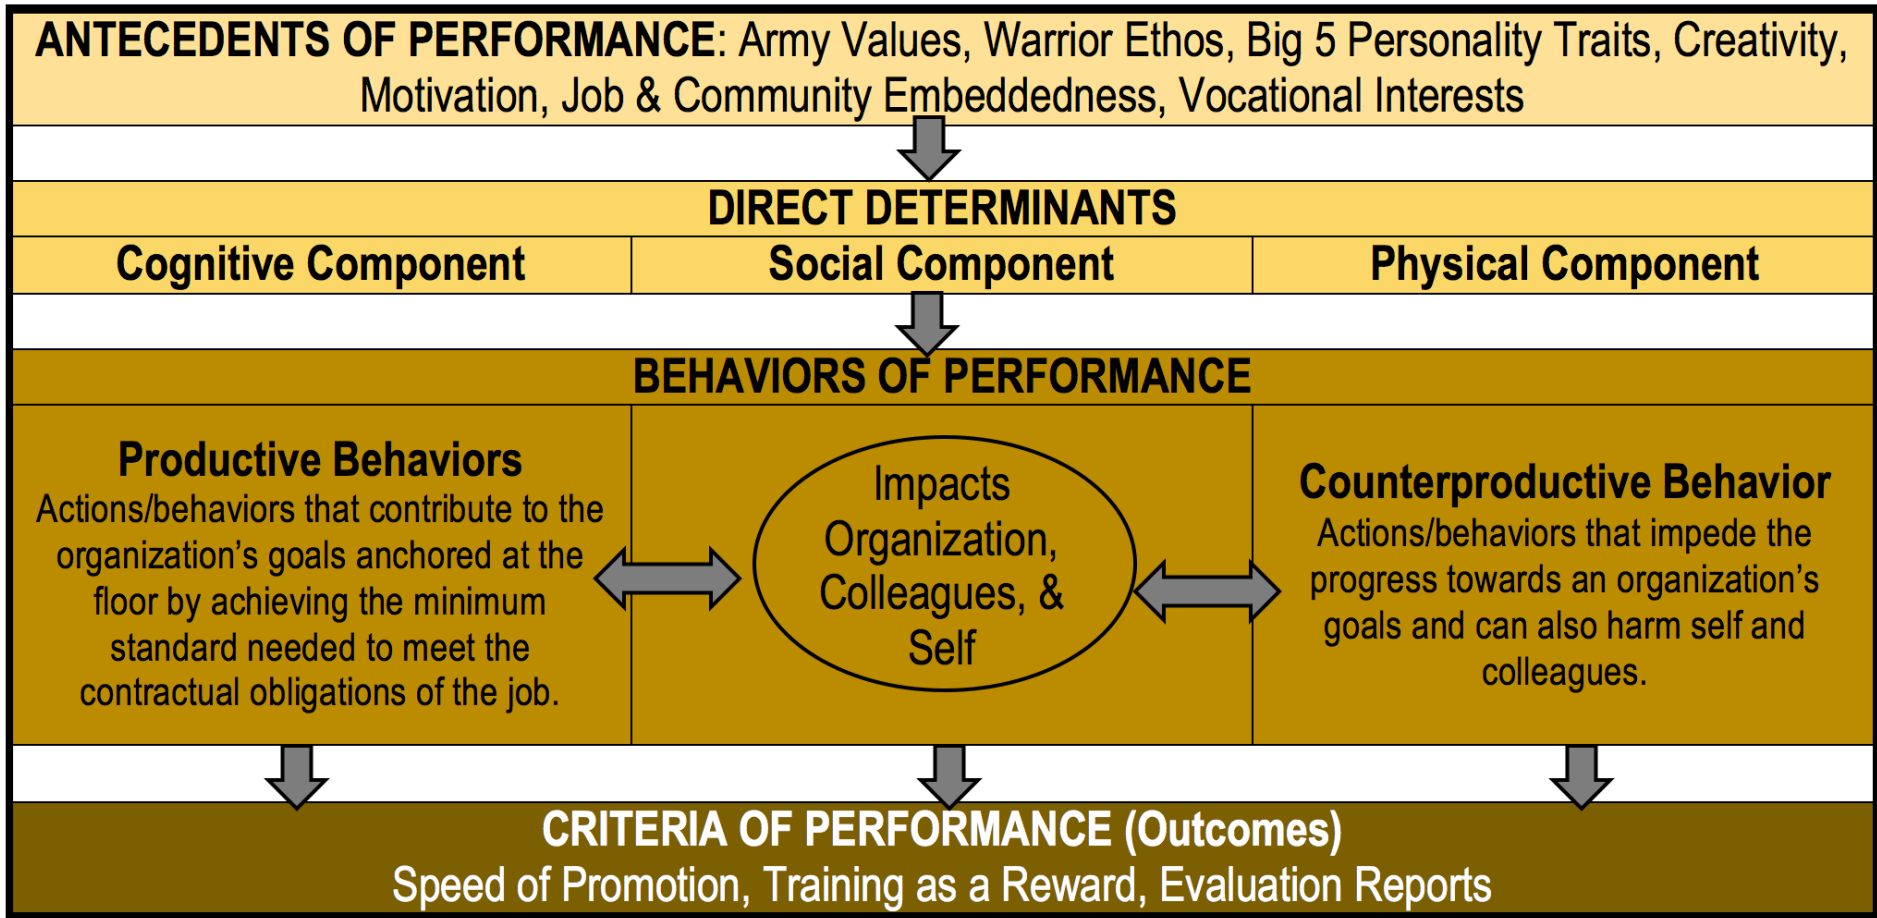 ANTECEDENTS OF PERFORMANCE: Army Values, Warrior Ethos, Big 5 Personality Traits, Creativity,
Motivation, Job & Community Embeddedness, Vocational Interests
DIRECT DETERMINANTS
Cognitive Component
Social Component
Physical Component
BEHAVIORS OF PERFORMANCE
Productive Behaviors
Actions/behaviors that contribute to the
organization’s goals anchored at the
floor by achieving the minimum
standard needed to meet the
contractual obligations of the job.
Impacts
Organization,
Colleagues, &
Self
Counterproductive Behavior
Actions/behaviors that impede the
progress towards an organization’s
goals and can also harm self and
colleagues.
CRITERIA OF PERFORMANCE (Outcomes)
Speed of Promotion, Training as a Reward, Evaluation Reports